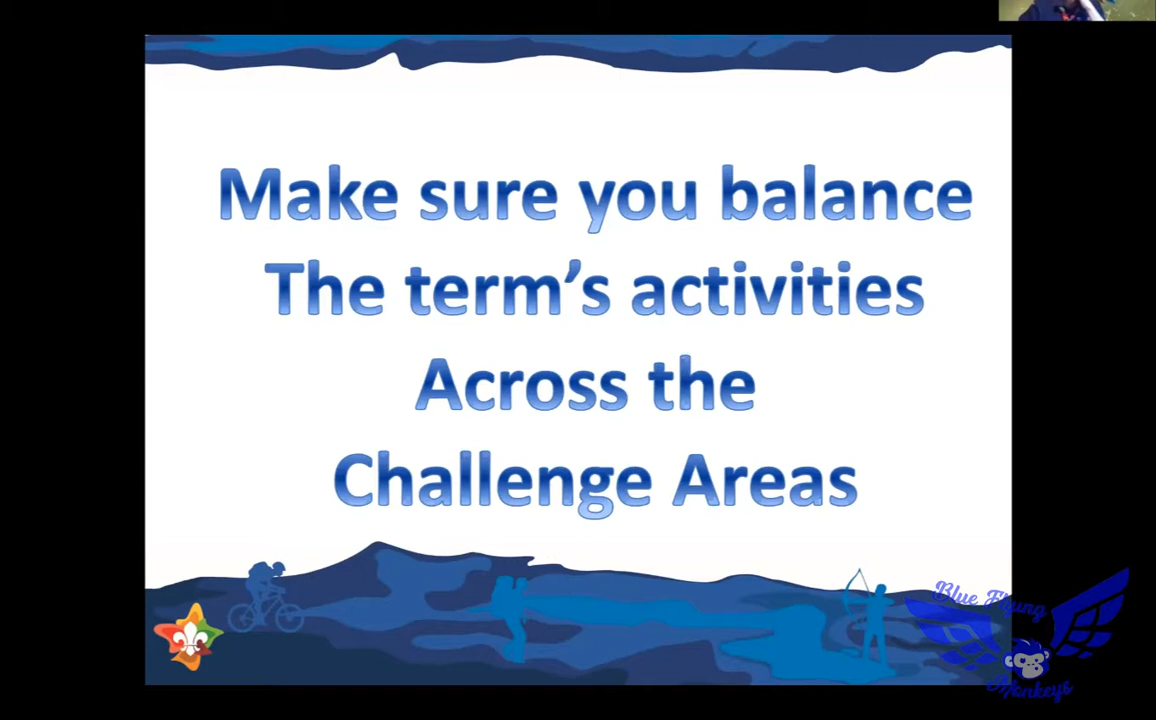 Make sure you balance
The term's activities
Across the
Challenge Areas
Blue Flying
Monkeys